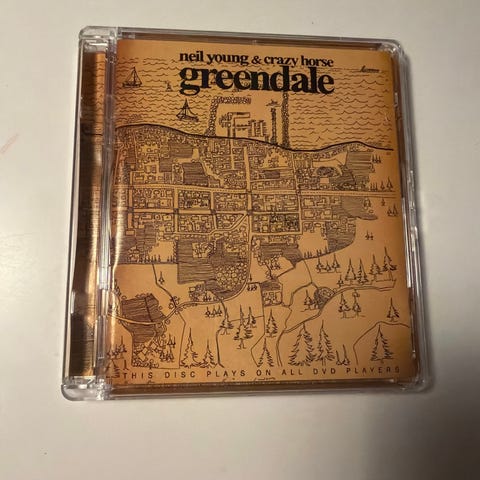 neil young & crazy horse
greendale
THIS DISC PLAYS ON ALL DVD PLAYERS